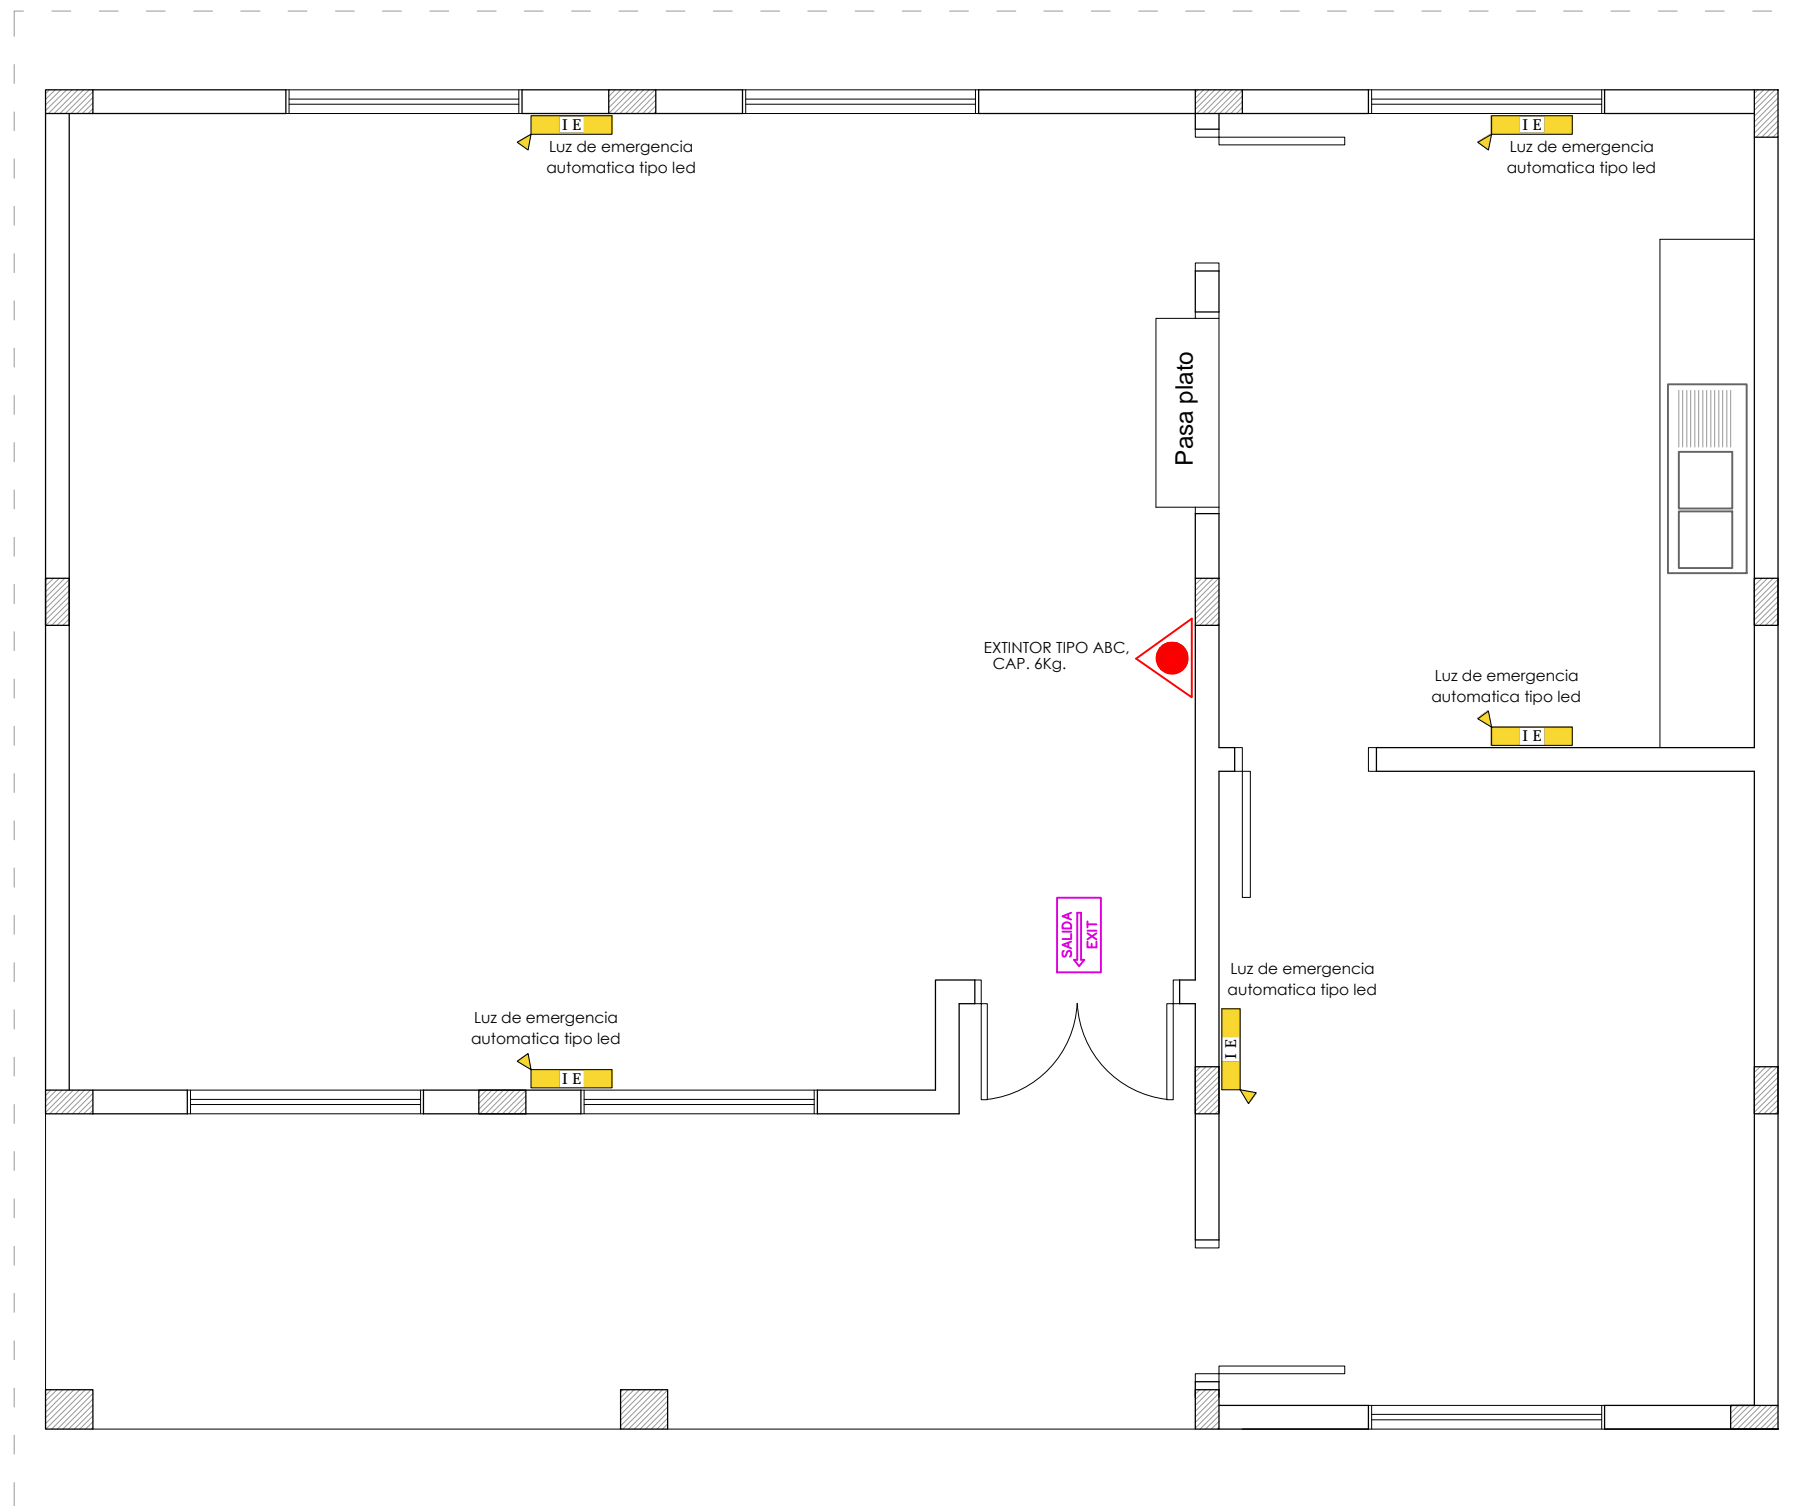 I E
Luz de emergencia
automatica tipo led
I E
Luz de emergencia
automatica tipo led
Pasa plato
EXTINTOR TIPO ABC,
CAP. 6Kg.
Luz de emergencia
automatica tipo led
I E
SALIDA
EXIT
Luz de emergencia
automatica tipo led
I E
Luz de emergencia
automatica tipo led
I E